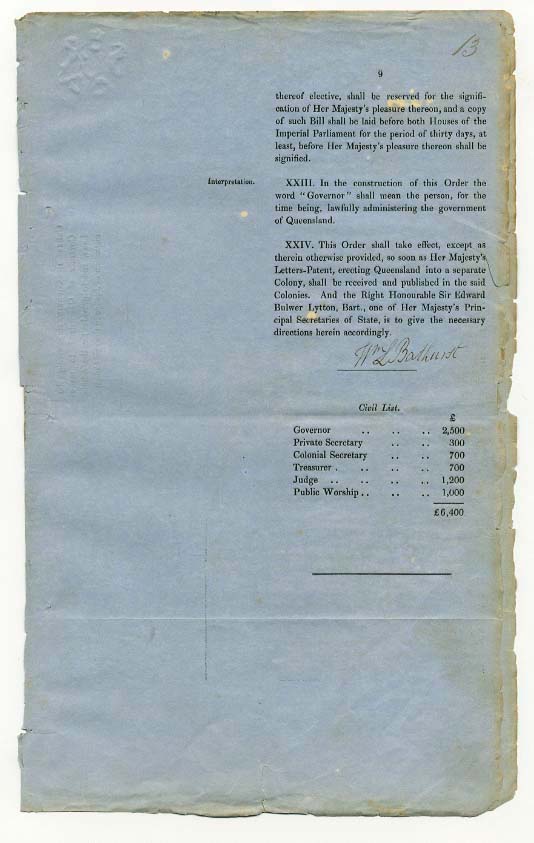 13
9
thereof elective, shall be reserved for the signifi-
cation of Her Majesty's pleasure thereon, and a copy
of such Bill shall be laid before both Houses of the
Imperial Parliament for the period of thirty days, at
least, before Her Majesty's pleasure thereon shall be
signified.
Interpretation.
XXIII. In the construction of this Order the
word "Governor" shall mean the person, for the
time being, lawfully administering the government
of Queensland.
XXIV. This Order shall take effect, except as
therein otherwise provided, so soon as Her Majesty's
Letters-Patent, erecting Queensland into a separate
Colony, shall be received and published in the said
Colonies. And the Right Honourable Sir Edward
Bulwer Lytton, Bart., one of Her Majesty's Prin-
cipal Secretaries of State, is to give the necessary
directions herein accordingly.
Wm L Bathurst
Civil List.
£
Governor .. .. .. 2,500
Private Secretary .. .. 300
Colonial Secretary .. .. 700
Treasurer . .. .. .. 700
Judge .. .. .. .. 1,200
Public Worship .. .. .. 1,000
£6,400